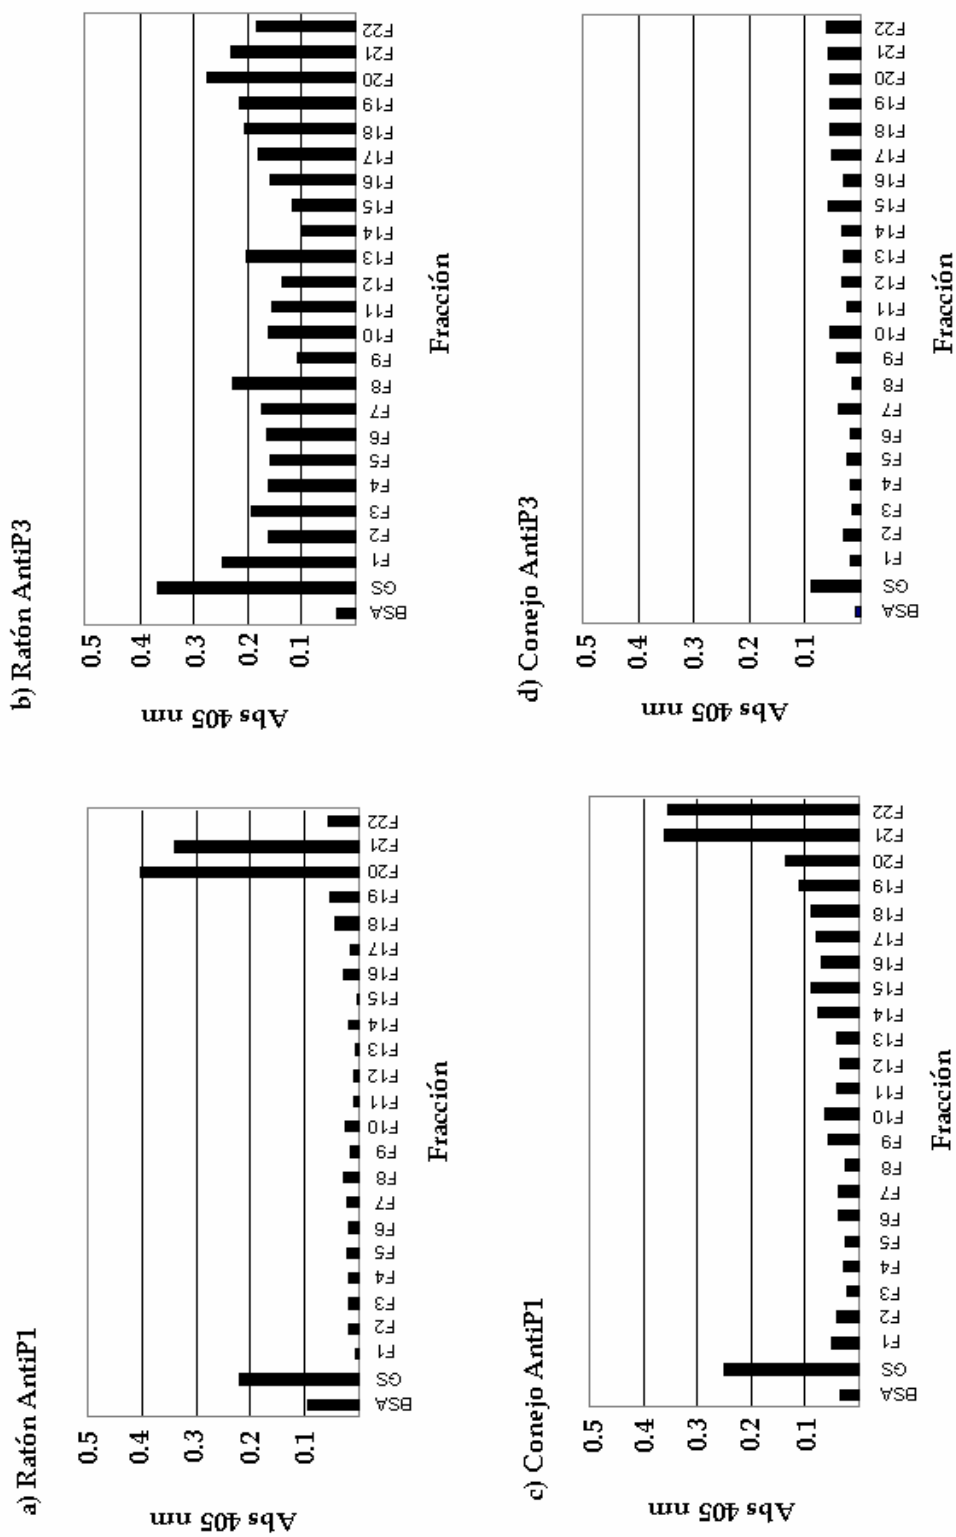 a) Ratón AntiP1
Abs 405 nm
0.5
0.4
0.3
0.2
0.1
BSA GS F1 F2 F3 F4 F5 F6 F7 F8 F9 F10 F11 F12 F13 F14 F15 F16 F17 F18 F19 F20 F21 F22
Fracción
b) Ratón AntiP3
Abs 405 nm
0.5
0.4
0.3
0.2
0.1
BSA GS F1 F2 F3 F4 F5 F6 F7 F8 F9 F10 F11 F12 F13 F14 F15 F16 F17 F18 F19 F20 F21 F22
Fracción
c) Conejo AntiP1
Abs 405 nm
0.5
0.4
0.3
0.2
0.1
BSA GS F1 F2 F3 F4 F5 F6 F7 F8 F9 F10 F11 F12 F13 F14 F15 F16 F17 F18 F19 F20 F21 F22
Fracción
d) Conejo AntiP3
Abs 405 nm
0.5
0.4
0.3
0.2
0.1
BSA GS F1 F2 F3 F4 F5 F6 F7 F8 F9 F10 F11 F12 F13 F14 F15 F16 F17 F18 F19 F20 F21 F22
Fracción